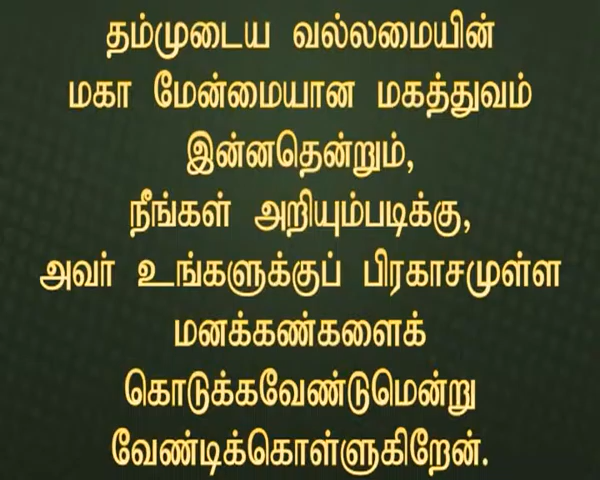 தம்முடைய வல்லமையின்
மகா மேன்மையான மகத்துவம்
இன்னதென்றும்,
நீங்கள் அறியும்படிக்கு,
அவர் உங்களுக்குப் பிரகாசமுள்ள
மனக்கண்களைக்
கொடுக்கவேண்டுமென்று
வேண்டிக்கொள்ளுகிறேன்.